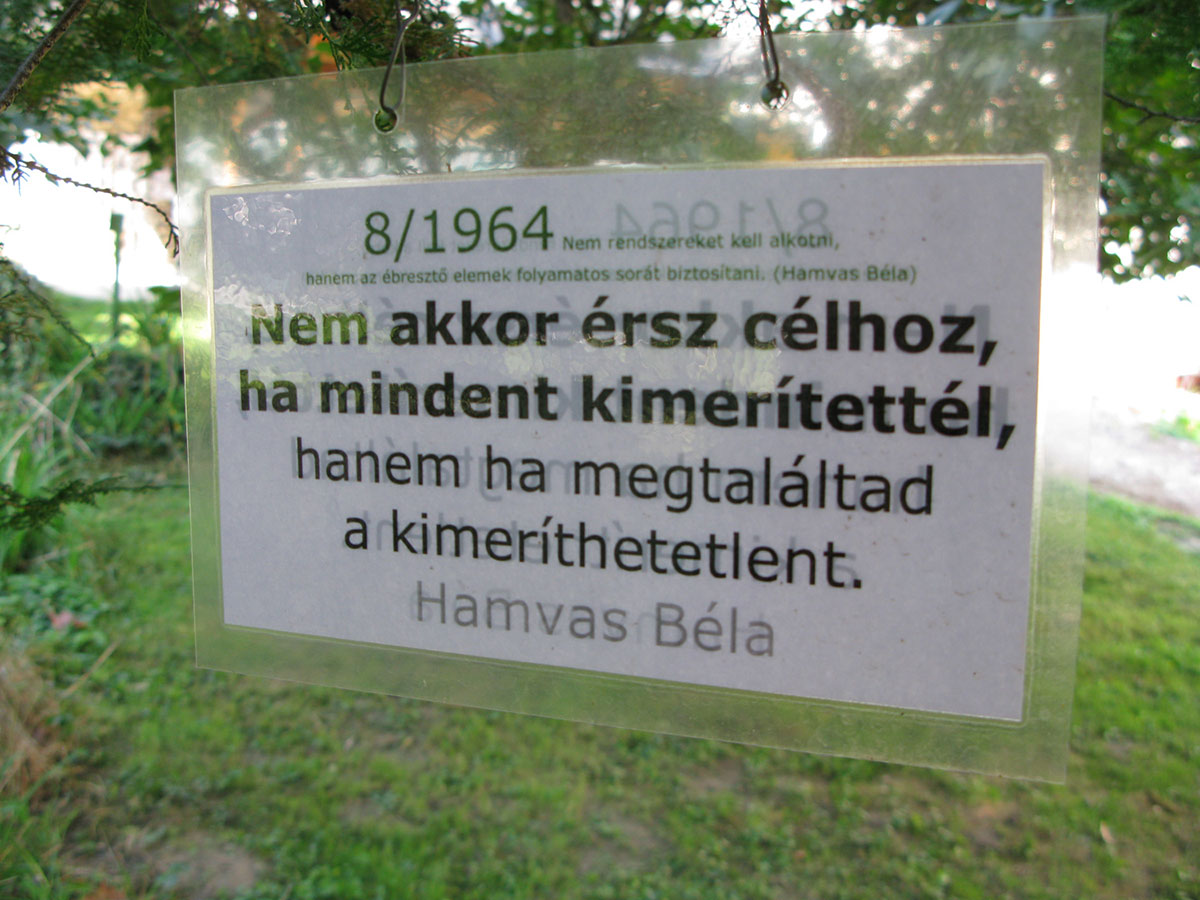 8/1964 Nem rendszereket kell alkotni,
hanem az ébresztő elemek folyamatos sorát biztosítani. (Hamvas Béla)
Nem akkor érsz célhoz,
ha mindent kimerítettél,
hanem ha megtaláltad
a kimeríthetetlent.
Hamvas Béla